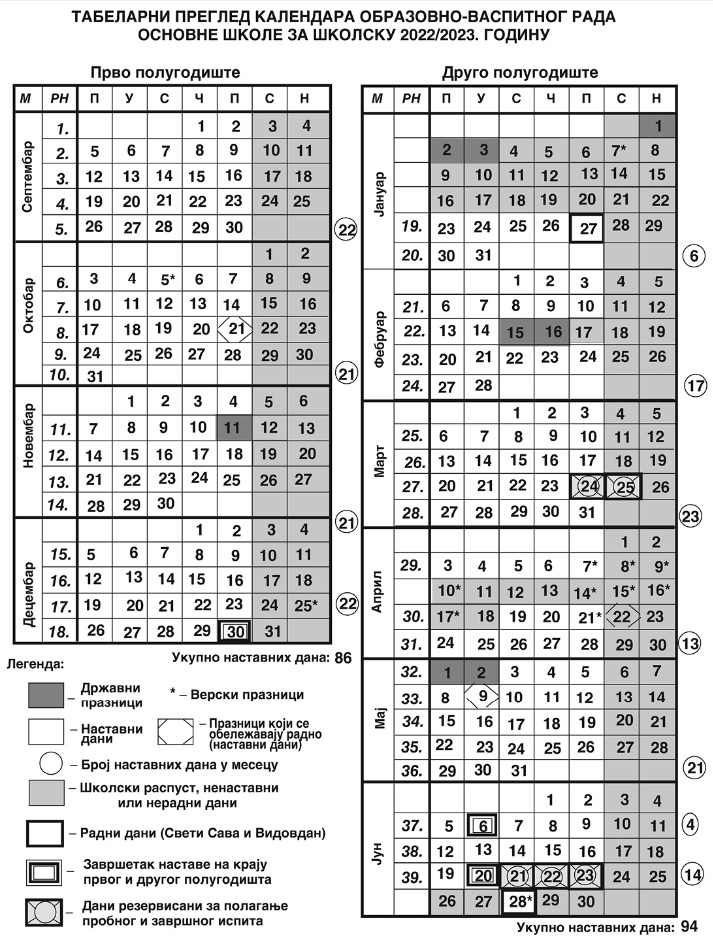 ТАБЕЛАРНИ ПРЕГЛЕД КАЛЕНДАРА ОБРАЗОВНО-ВАСПИТНОГ РАДА
ОСНОВНЕ ШКОЛЕ ЗА ШКОЛСКУ 2022/2023. ГОДИНУ
Прво полугодиште
М РН П У С Ч П С Н
Септембар
1. 1 2 3 4
2. 5 6 7 8 9 10 11
3. 12 13 14 15 16 17 18
4. 19 20 21 22 23 24 25
5. 26 27 28 29 30
22
Октобар
1 2
6. 3 4 5* 6 7 8 9
7. 10 11 12 13 14 15 16
8. 17 18 19 20 21 22 23
9. 24 25 26 27 28 29 30
10. 31
21
Новембар
1 2 3 4 5 6
11. 7 8 9 10 11 12 13
12. 14 15 16 17 18 19 20
13. 21 22 23 24 25 26 27
14. 28 29 30
21
Децембар
1 2 3 4
15. 5 6 7 8 9 10 11
16. 12 13 14 15 16 17 18
17. 19 20 21 22 23 24 25*
22
18. 26 27 28 29 30 31
Укупно наставних дана: 86
Легенда:
– Државни празници
* – Верски празници
– Наставни дани
– Празници који се обележавају радно (наставни дани)
– Број наставних дана у месецу
– Школски распуст, ненаставни или нерадни дани
– Радни дани (Свети Сава и Видовдан)
– Завршетак наставе на крају првог и другог полугодишта
– Дани резервисани за полагање пробног и завршног испита
Друго полугодиште
М РН П У С Ч П С Н
Јануар
1
2 3 4 5 6 7* 8
9 10 11 12 13 14 15
16 17 18 19 20 21 22
19. 23 24 25 26 27 28 29
20. 30 31
6
Фебруар
1 2 3 4 5
21. 6 7 8 9 10 11 12
22. 13 14 15 16 17 18 19
23. 20 21 22 23 24 25 26
24. 27 28
17
Март
1 2 3 4 5
25. 6 7 8 9 10 11 12
26. 13 14 15 16 17 18 19
27. 20 21 22 23 24 25 26
28. 27 28 29 30 31
23
Април
1 2
29. 3 4 5 6 7* 8* 9*
10* 11 12 13 14* 15* 16*
30. 17* 18 19 20 21* 22 23
31. 24 25 26 27 28 29 30
13
Мај
32. 1 2 3 4 5 6 7
33. 8 9 10 11 12 13 14
34. 15 16 17 18 19 20 21
35. 22 23 24 25 26 27 28
36. 29 30 31
21
Јун
1 2 3 4
37. 5 6 7 8 9 10 11
4
38. 12 13 14 15 16 17 18
39. 19 20 21 22 23 24 25
14
26 27 28* 29 30
Укупно наставних дана: 94